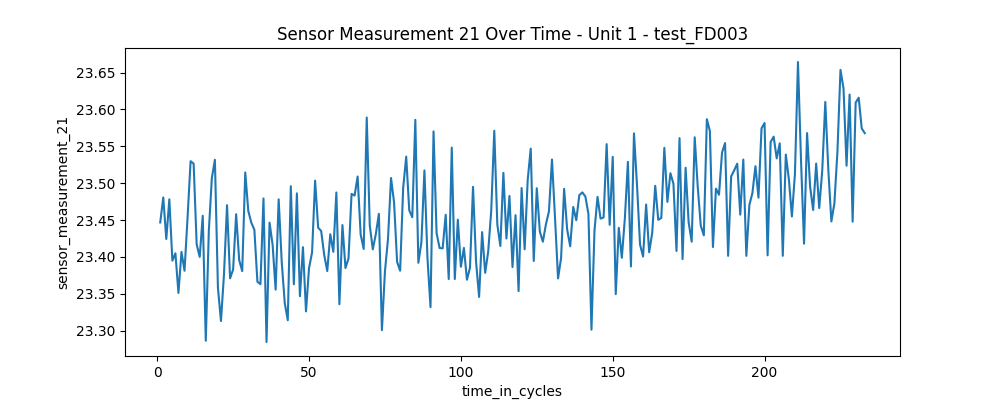 Sensor Measurement 21 Over Time - Unit 1 - test_FD003
sensor_measurement_21
23.65
23.60
23.55
23.50
23.45
23.40
23.35
23.30
0 50 100 150 200
time_in_cycles